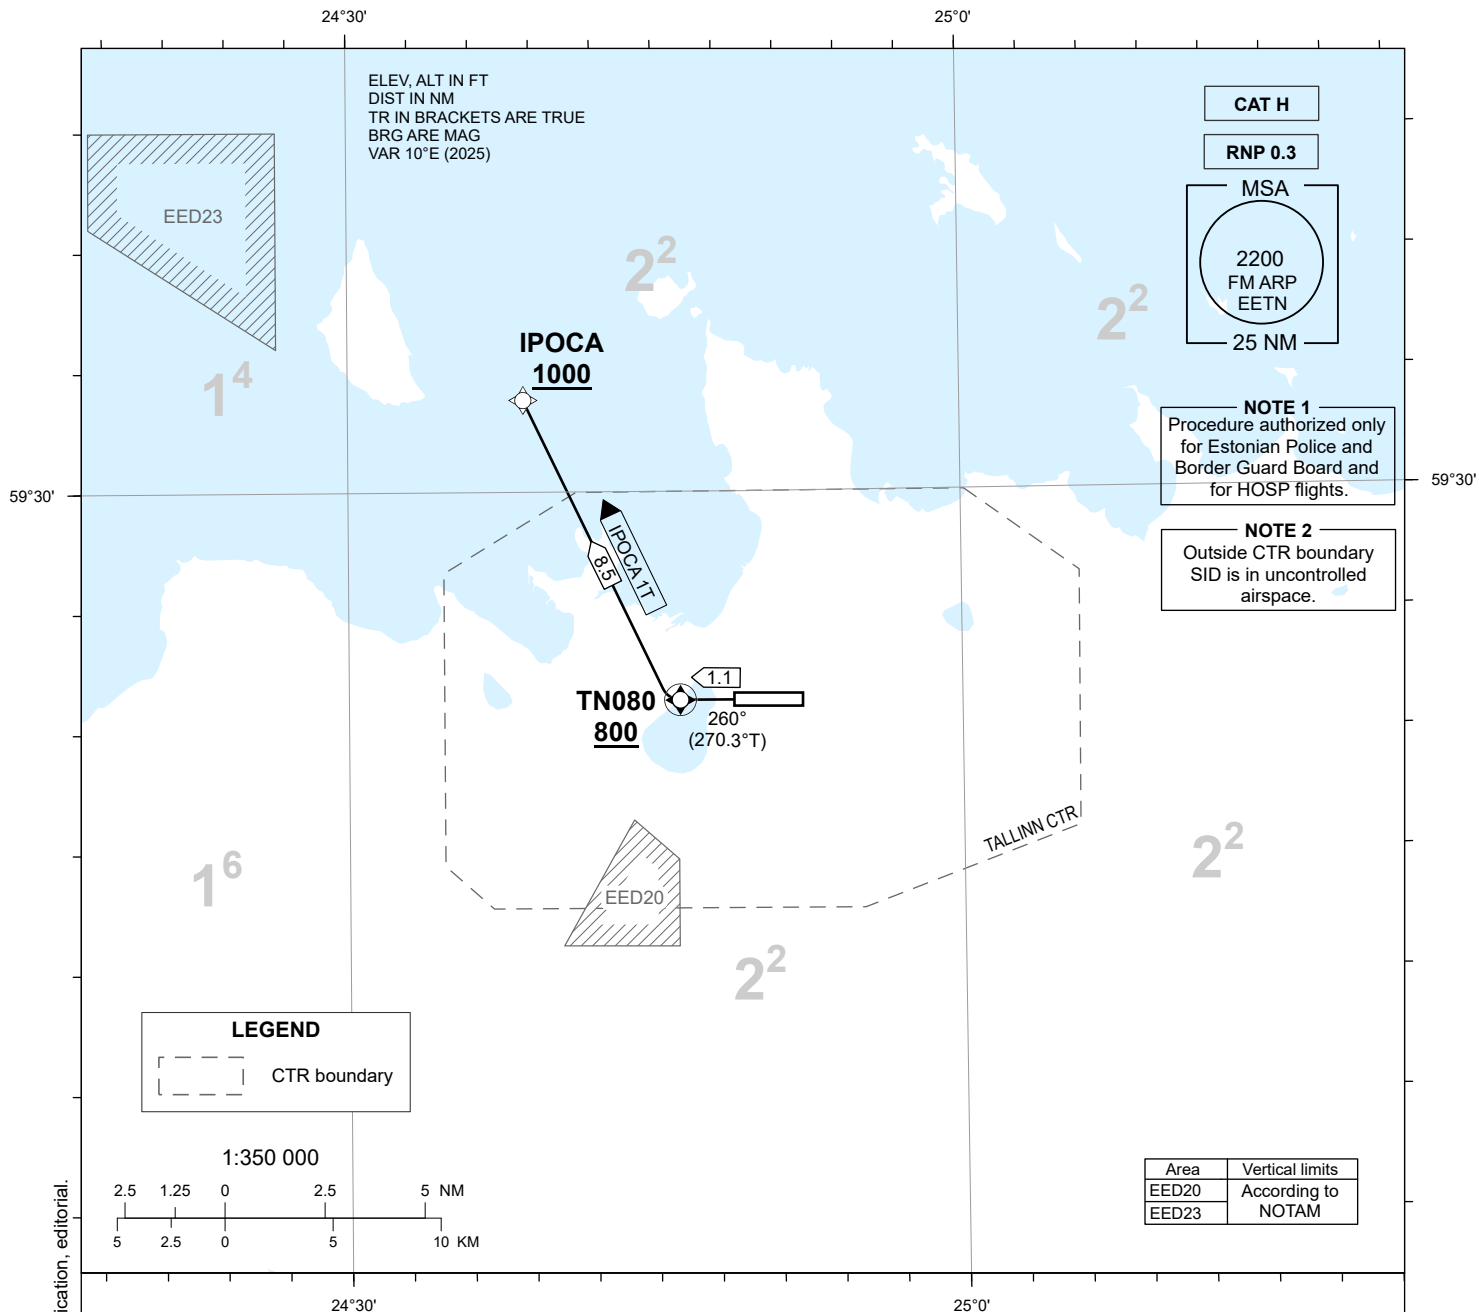 24°30'
25°0'
ELEV, ALT IN FT
DIST IN NM
TR IN BRACKETS ARE TRUE
BRG ARE MAG
VAR 10°E (2025)
CAT H
RNP 0.3
MSA
2200
FM ARP
EETN
25 NM
EED23
2²
2²
IPOCA
1000
1⁴
NOTE 1
Procedure authorized only
for Estonian Police and
Border Guard Board and
for HOSP flights.
59°30'
59°30'
NOTE 2
Outside CTR boundary
SID is in uncontrolled
airspace.
IPOCA 1T
8.5
1.1
TN080
800
260°
(270.3°T)
TALLINN CTR
2²
1⁶
EED20
2²
LEGEND
CTR boundary
1:350 000
2.5 1.25 0 2.5 5 NM
5 2.5 0 5 10 KM
Area Vertical limits
EED20 According to
EED23 NOTAM
ication, editorial.
24°30'
25°0'